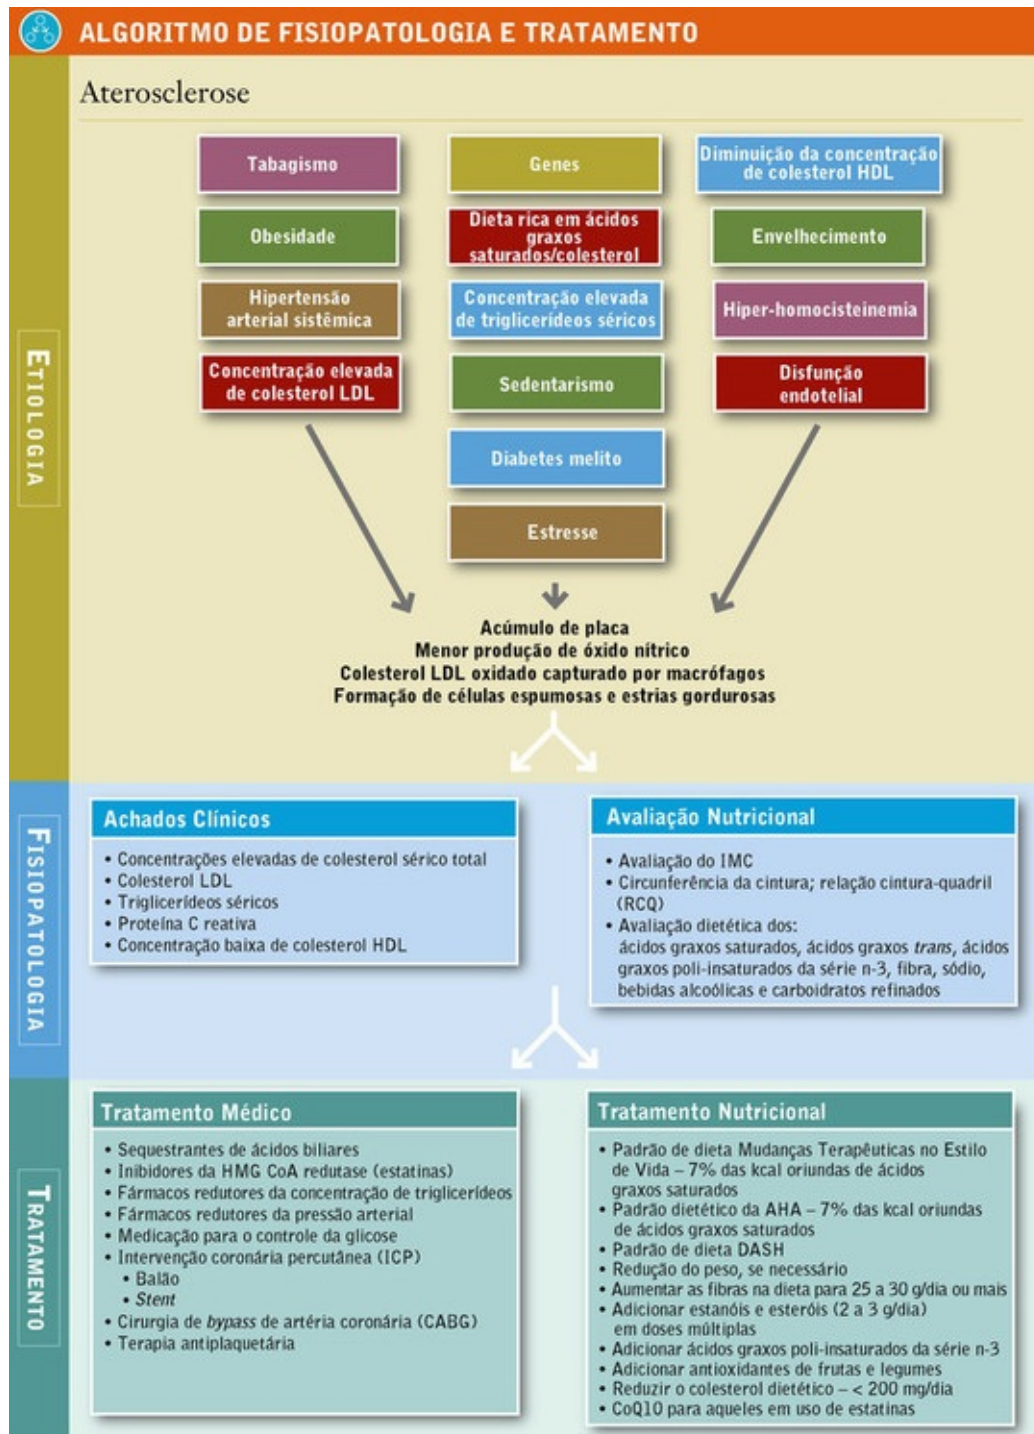 ALGORITMO DE FISIOPATOLOGIA E TRATAMENTO
Aterosclerose
ETIOLOGIA
Tabagismo
Obesidade
Hipertensão
arterial sistêmica
Concentração elevada
de colesterol LDL
Genes
Dieta rica em ácidos
graxos
saturados/colesterol
Concentração elevada
de triglicerídeos séricos
Sedentarismo
Diabetes melito
Estresse
Diminuição da concentração
de colesterol HDL
Envelhecimento
Hiper-homocisteinemia
Disfunção
endotelial
Acúmulo de placa
Menor produção de óxido nítrico
Colesterol LDL oxidado capturado por macrófagos
Formação de células espumosas e estrias gordurosas
FISIOPATOLOGIA
Achados Clínicos
• Concentrações elevadas de colesterol sérico total
• Colesterol LDL
• Triglicerídeos séricos
• Proteína C reativa
• Concentração baixa de colesterol HDL
Avaliação Nutricional
• Avaliação do IMC
• Circunferência da cintura; relação cintura-quadril
(RCQ)
• Avaliação dietética dos:
ácidos graxos saturados, ácidos graxos trans, ácidos
graxos poli-insaturados da série n-3, fibra, sódio,
bebidas alcoólicas e carboidratos refinados
TRATAMENTO
Tratamento Médico
• Sequestrantes de ácidos biliares
• Inibidores da HMG CoA redutase (estatinas)
• Fármacos redutores da concentração de triglicerídeos
• Fármacos redutores da pressão arterial
• Medicação para o controle da glicose
• Intervenção coronária percutânea (ICP)
• Balão
• Stent
• Cirurgia de bypass de artéria coronária (CABG)
• Terapia antiplaquetária
Tratamento Nutricional
• Padrão de dieta Mudanças Terapêuticas no Estilo
de Vida – 7% das kcal oriundas de ácidos
graxos saturados
• Padrão dietético da AHA – 7% das kcal oriundas
de ácidos graxos saturados
• Padrão de dieta DASH
• Redução do peso, se necessário
• Aumentar as fibras na dieta para 25 a 30 g/dia ou mais
• Adicionar estanóis e esteróis (2 a 3 g/dia)
em doses múltiplas
• Adicionar ácidos graxos poli-insaturados da série n-3
• Adicionar antioxidantes de frutas e legumes
• Reduzir o colesterol dietético – < 200 mg/dia
• CoQ10 para aqueles em uso de estatinas